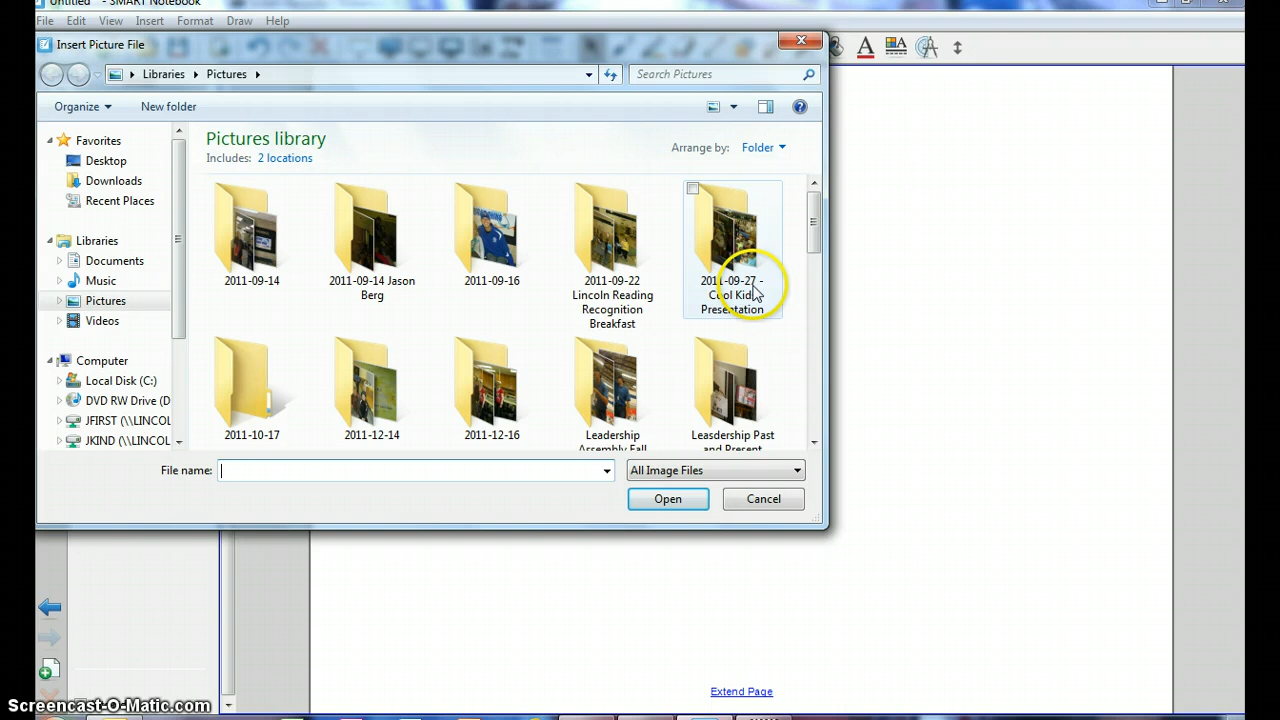 Untitled * - SMART Notebook
File Edit View Insert Format Draw Help
Insert Picture File
Libraries Pictures
Search Pictures
Organize New folder
Favorites
Desktop
Downloads
Recent Places
Libraries
Documents
Music
Pictures
Videos
Computer
Local Disk (C:)
DVD RW Drive (D
JFIRST (\\LINCOL
JKIND (\\LINCOL
Pictures library
Includes: 2 locations
Arrange by: Folder
2011-09-14
2011-09-14 Jason
Berg
2011-09-16
2011-09-22
Lincoln Reading
Recognition
Breakfast
2011-09-27 -
Cool Kid
Presentation
2011-10-17
2011-12-14
2011-12-16
Leadership
Assembly Fall
Leasdership Past
and Present
File name:
All Image Files
Open Cancel
Extend Page
Screencast-O-Matic.com